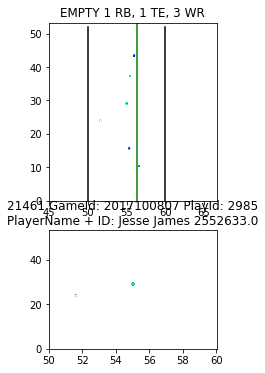 EMPTY 1 RB, 1 TE, 3 WR
50
40
30
20
10
0
45 50 55 60 65
21461 GameId: 2017100807 PlayId: 2985
PlayerName + ID: Jesse James 2552633.0
40
20
0
50 52 54 56 58 60